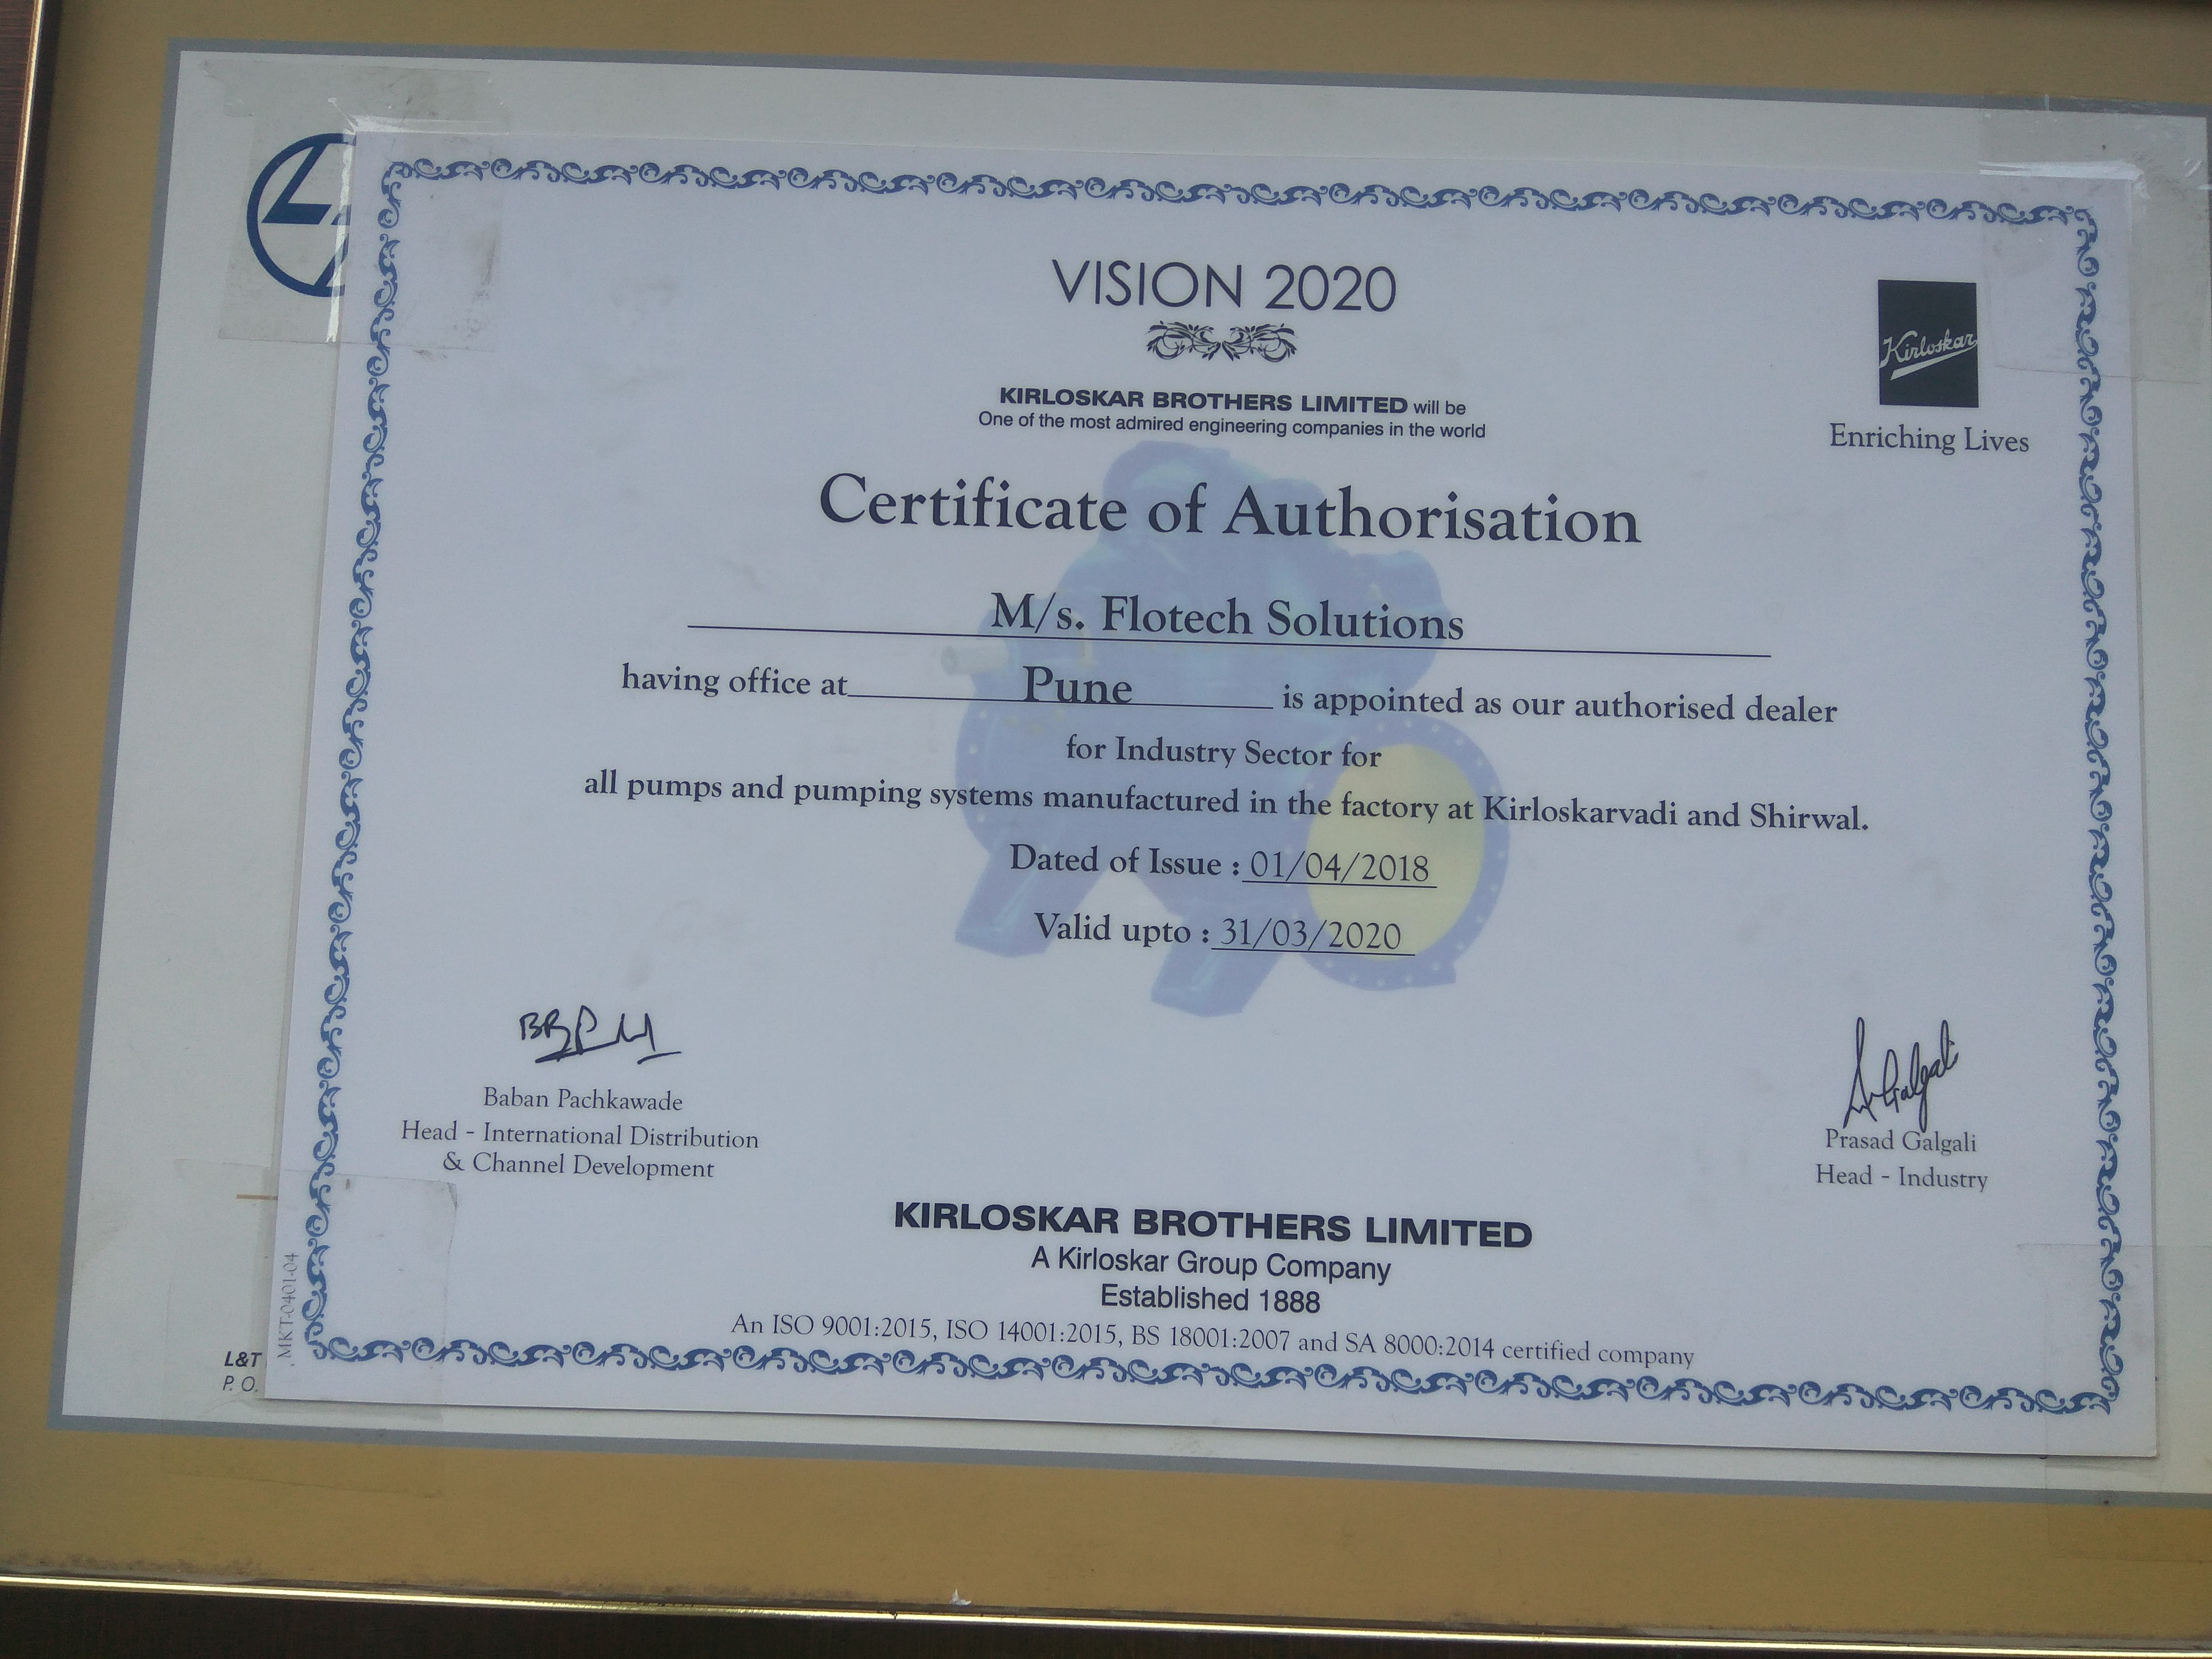 VISION 2020
Kirloskar
Enriching Lives
KIRLOSKAR BROTHERS LIMITED will be
One of the most admired engineering companies in the world
Certificate of Authorisation
M/s. Flotech Solutions
having office at Pune is appointed as our authorised dealer
for Industry Sector for
all pumps and pumping systems manufactured in the factory at Kirloskarvadi and Shirwal.
Dated of Issue : 01/04/2018
Valid upto : 31/03/2020
Baban Pachkawade
Head - International Distribution
& Channel Development
Galgali
Prasad Galgali
Head - Industry
KIRLOSKAR BROTHERS LIMITED
A Kirloskar Group Company
Established 1888
An ISO 9001:2015, ISO 14001:2015, BS 18001:2007 and SA 8000:2014 certified company
MKT-0401-04
L&T
P. O.